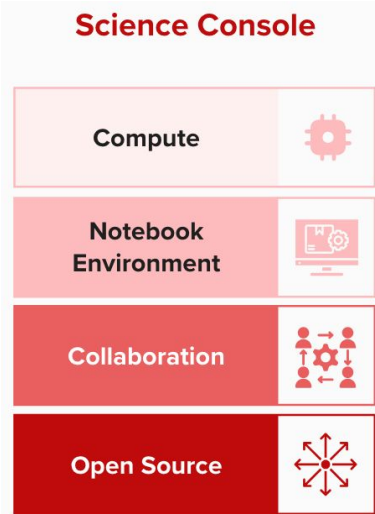 Science Console
Compute
Notebook
Environment
Collaboration
Open Source